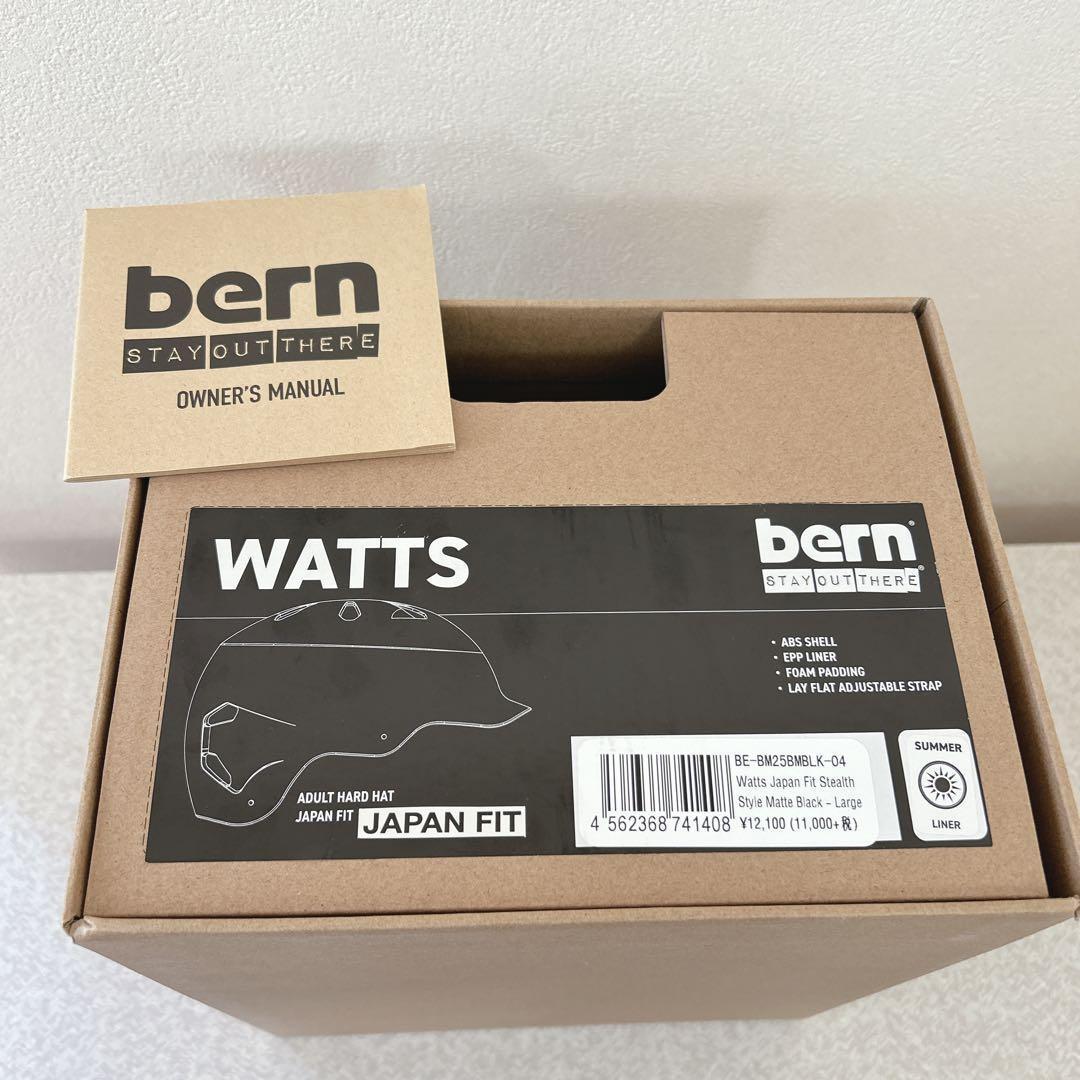 bern
STAY OUT THERE
OWNER'S MANUAL
WATTS
bern®
STAY OUT THERE®
• ABS SHELL
• EPP LINER
• FOAM PADDING
• LAY FLAT ADJUSTABLE STRAP
ADULT HARD HAT
JAPAN FIT JAPAN FIT
BE-BM25BMBLK-04
Watts Japan Fit Stealth
Style Matte Black - Large
4 562368 741408 ¥12,100 (11,000+税)
SUMMER
LINER